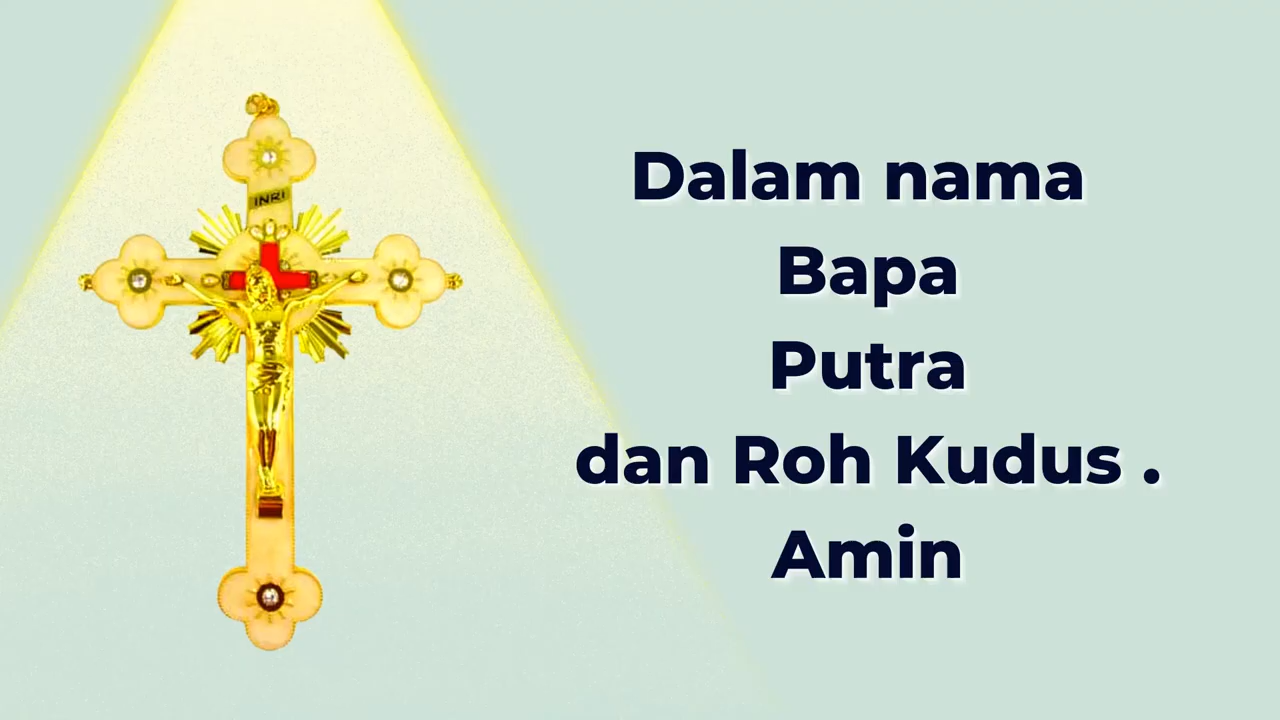 INRI
Dalam nama
Bapa
Putra
dan Roh Kudus .
Amin